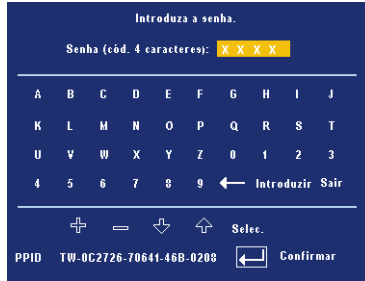 Introduza a senha.
Senha (cód. 4 caracteres): X X X X
A B C D E F G H I J
K L M N O P Q R S T
U V W X Y Z 0 1 2 3
4 5 6 7 8 9 Introduzir Sair
Selec.
PPID TW-0C2726-70641-46B-0208 Confirmar